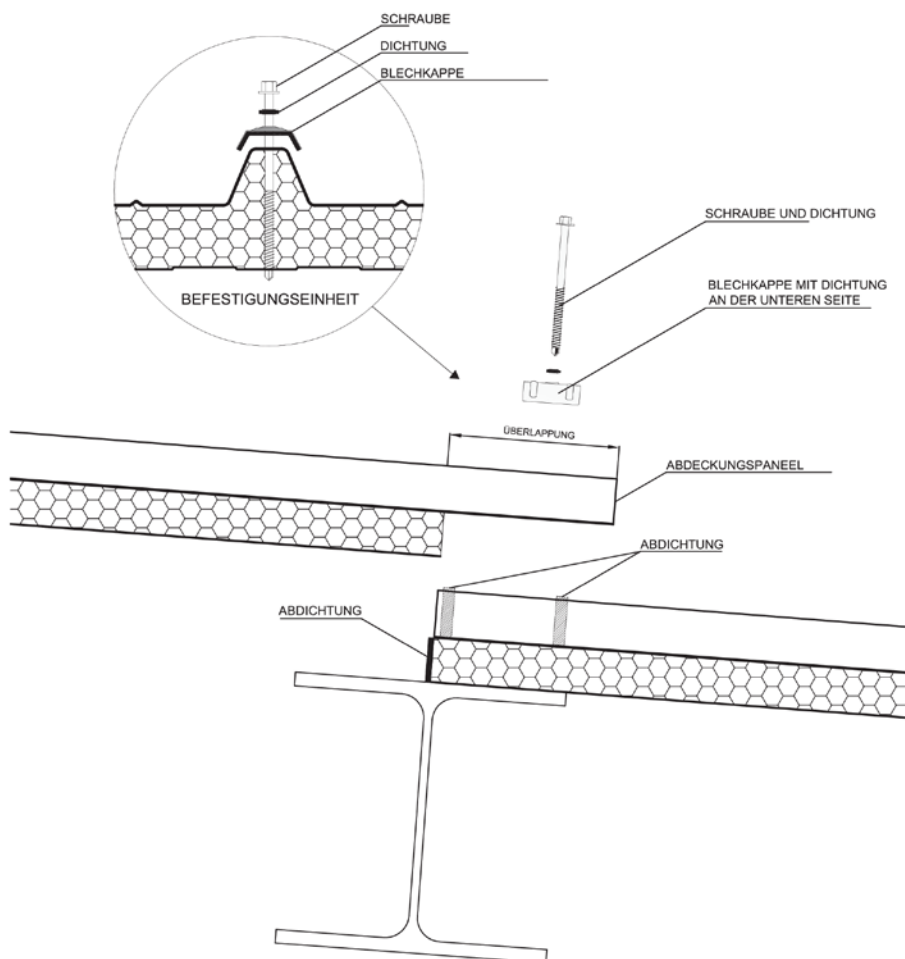 SCHRAUBE
DICHTUNG
BLECHKAPPE
BEFESTIGUNGSEINHEIT
SCHRAUBE UND DICHTUNG
BLECHKAPPE MIT DICHTUNG
AN DER UNTEREN SEITE
ÜBERLAPPUNG
ABDECKUNGSPANEEL
ABDICHTUNG
ABDICHTUNG